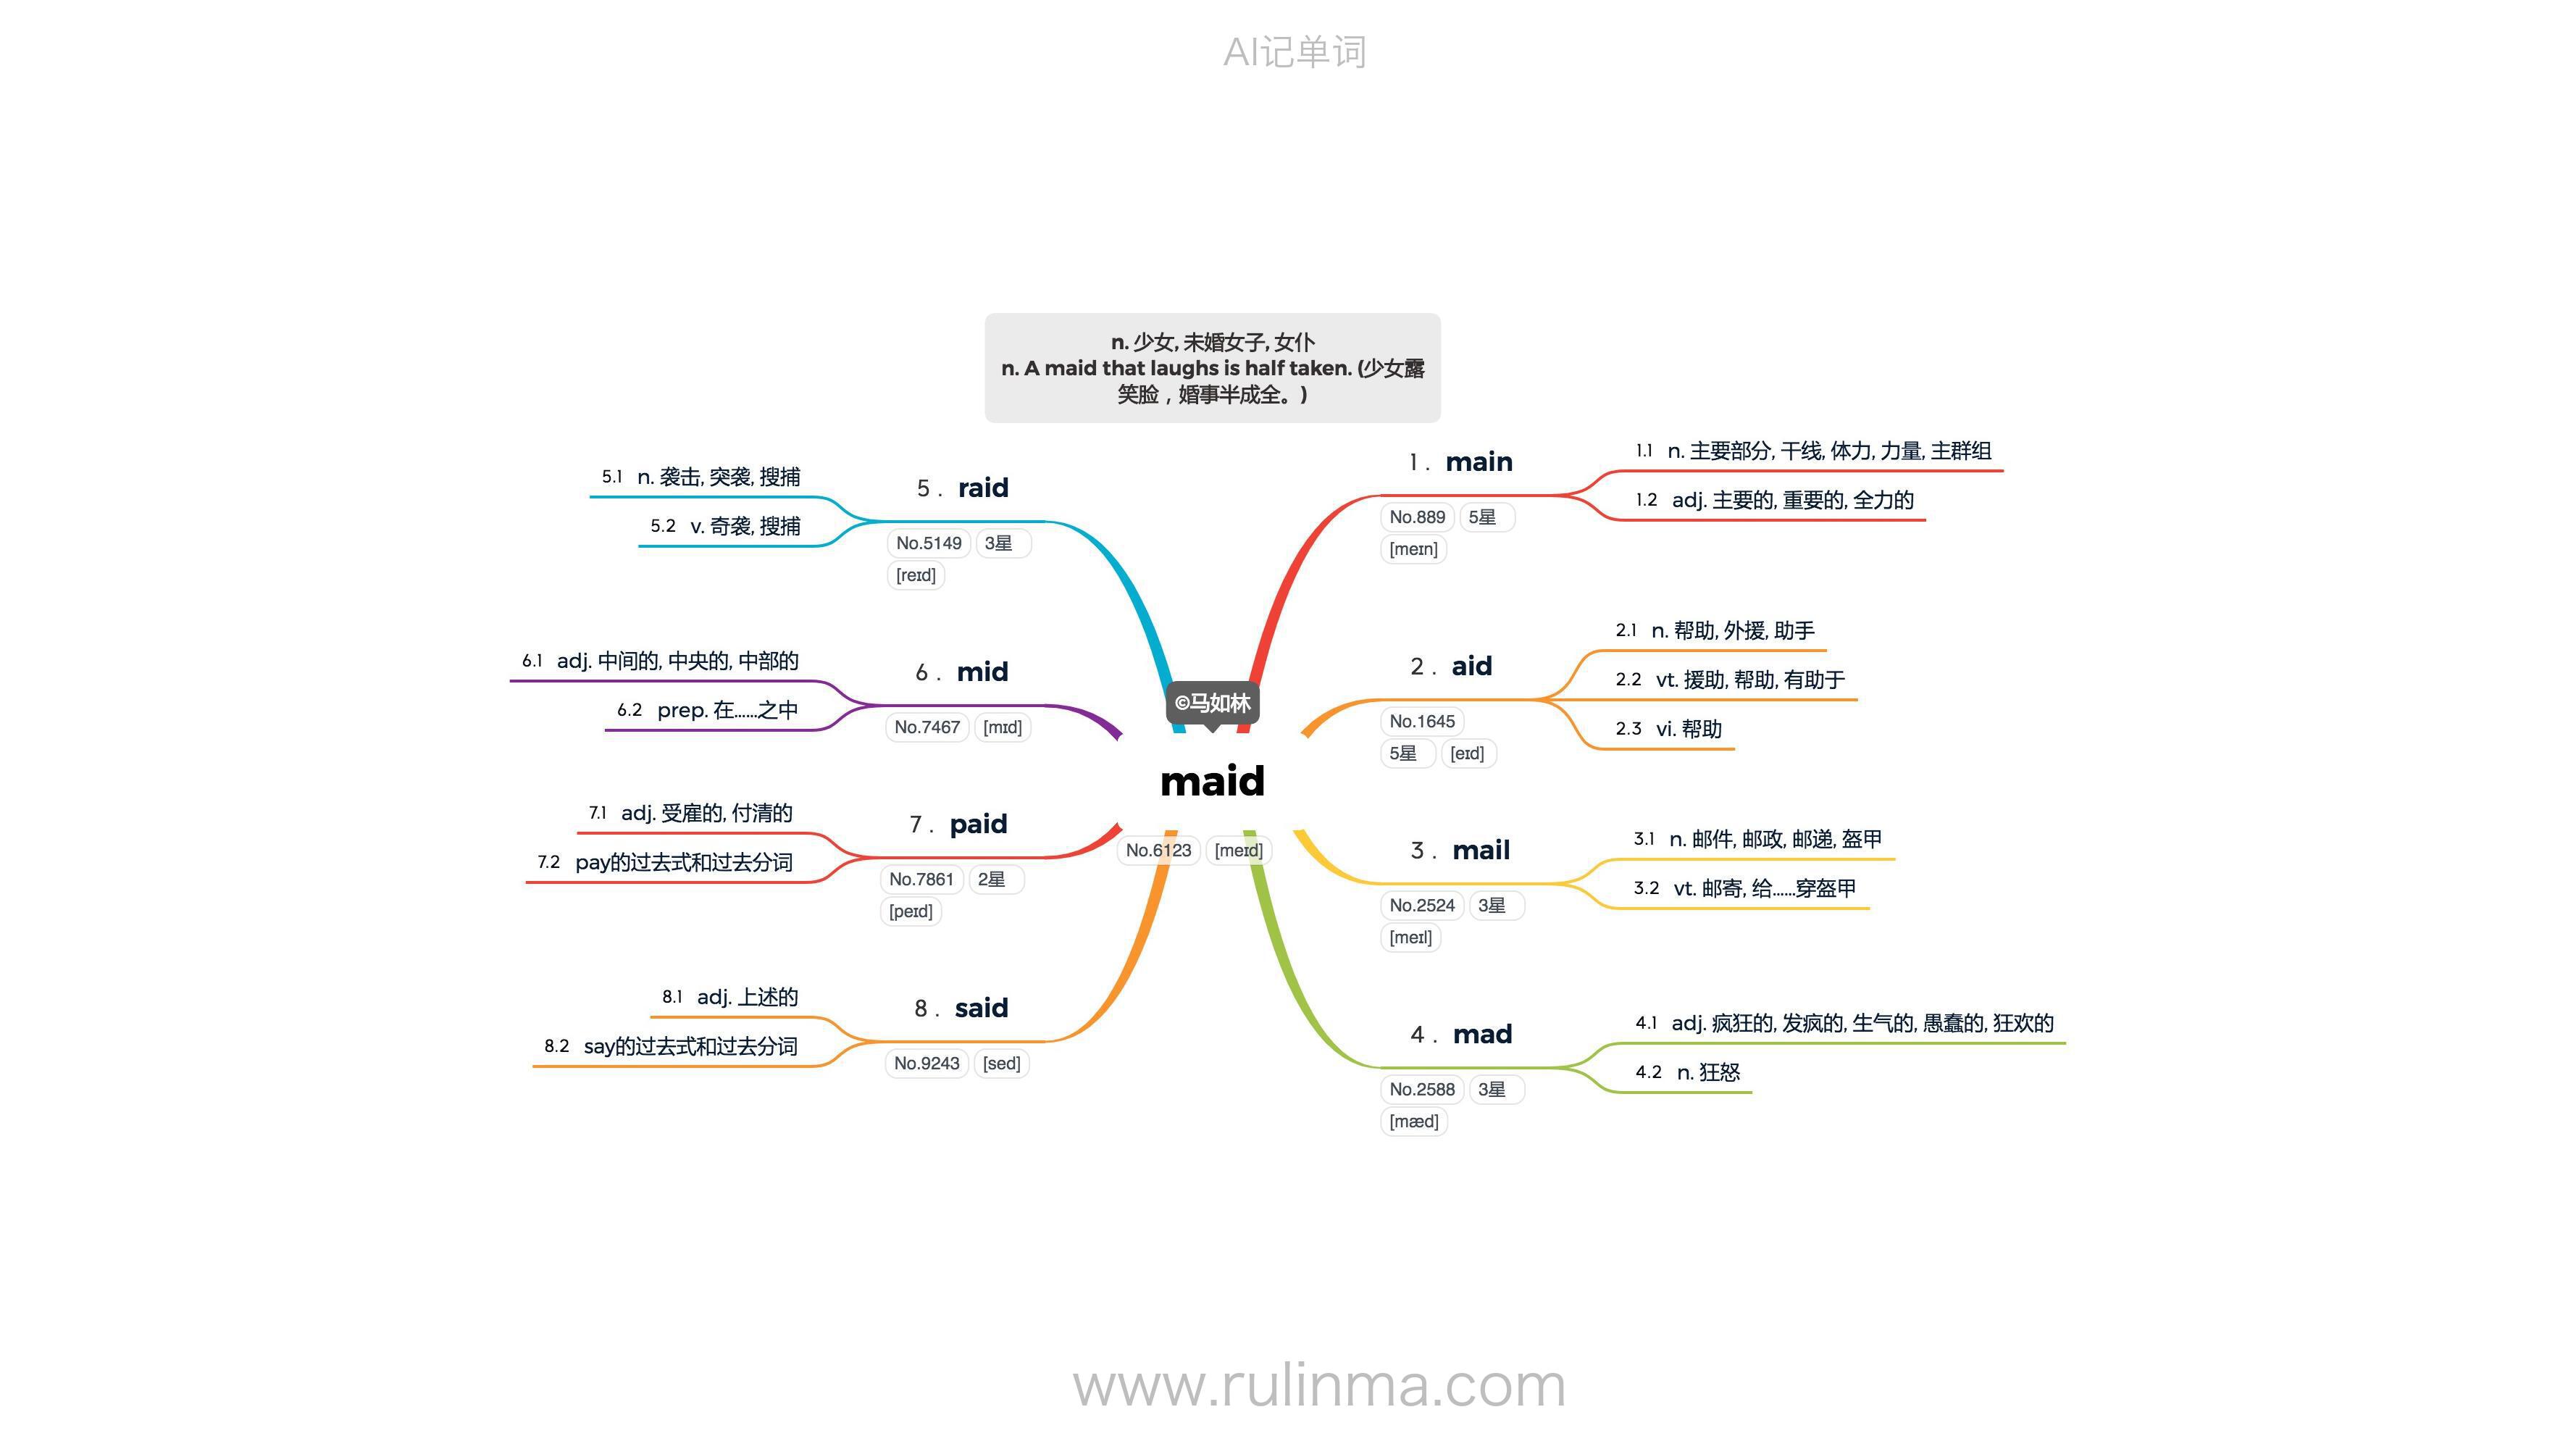 AI记单词
n. 少女, 未婚女子, 女仆
n. A maid that laughs is half taken. (少女露
笑脸，婚事半成全。)
©马如林
maid
No.6123 [meɪd]
1. main
No.889 5星
[meɪn]
1.1 n. 主要部分, 干线, 体力, 力量, 主群组
1.2 adj. 主要的, 重要的, 全力的
2. aid
No.1645
5星 [eɪd]
2.1 n. 帮助, 外援, 助手
2.2 vt. 援助, 帮助, 有助于
2.3 vi. 帮助
3. mail
No.2524 3星
[meɪl]
3.1 n. 邮件, 邮政, 邮递, 盔甲
3.2 vt. 邮寄, 给……穿盔甲
4. mad
No.2588 3星
[mæd]
4.1 adj. 疯狂的, 发疯的, 生气的, 愚蠢的, 狂欢的
4.2 n. 狂怒
5. raid
No.5149 3星
[reɪd]
5.1 n. 袭击, 突袭, 搜捕
5.2 v. 奇袭, 搜捕
6. mid
No.7467 [mɪd]
6.1 adj. 中间的, 中央的, 中部的
6.2 prep. 在……之中
7. paid
No.7861 2星
[peɪd]
7.1 adj. 受雇的, 付清的
7.2 pay的过去式和过去分词
8. said
No.9243 [sed]
8.1 adj. 上述的
8.2 say的过去式和过去分词
www.rulinma.com